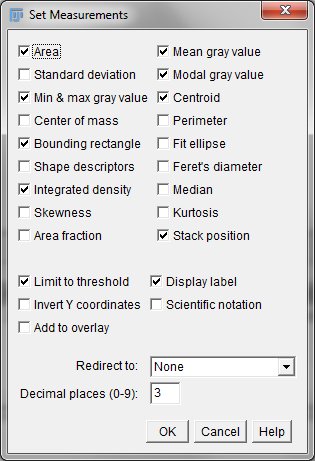 Set Measurements
Area Mean gray value
Standard deviation Modal gray value
Min & max gray value Centroid
Center of mass Perimeter
Bounding rectangle Fit ellipse
Shape descriptors Feret's diameter
Integrated density Median
Skewness Kurtosis
Area fraction Stack position
Limit to threshold Display label
Invert Y coordinates Scientific notation
Add to overlay
Redirect to: None
Decimal places (0-9): 3
OK Cancel Help